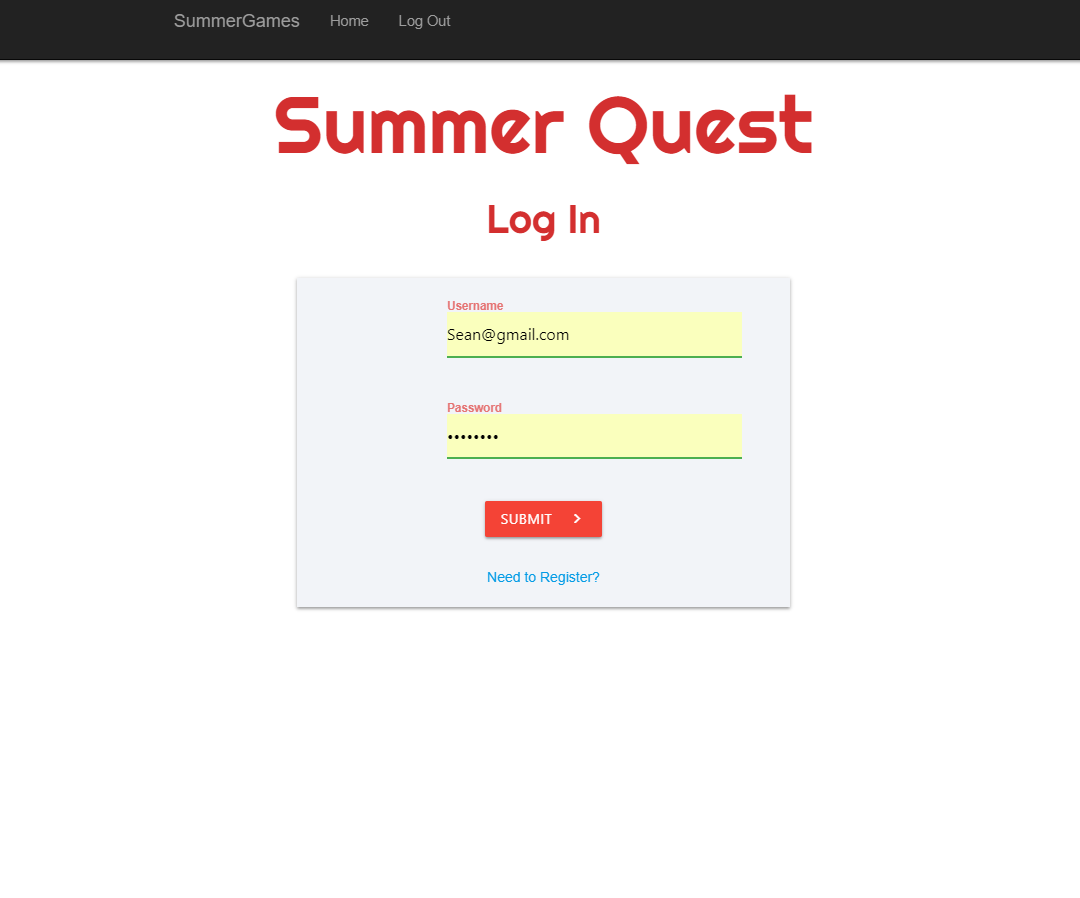 SummerGames Home Log Out
Summer Quest
Log In
Username
Sean@gmail.com
Password
••••••••
SUBMIT
Need to Register?